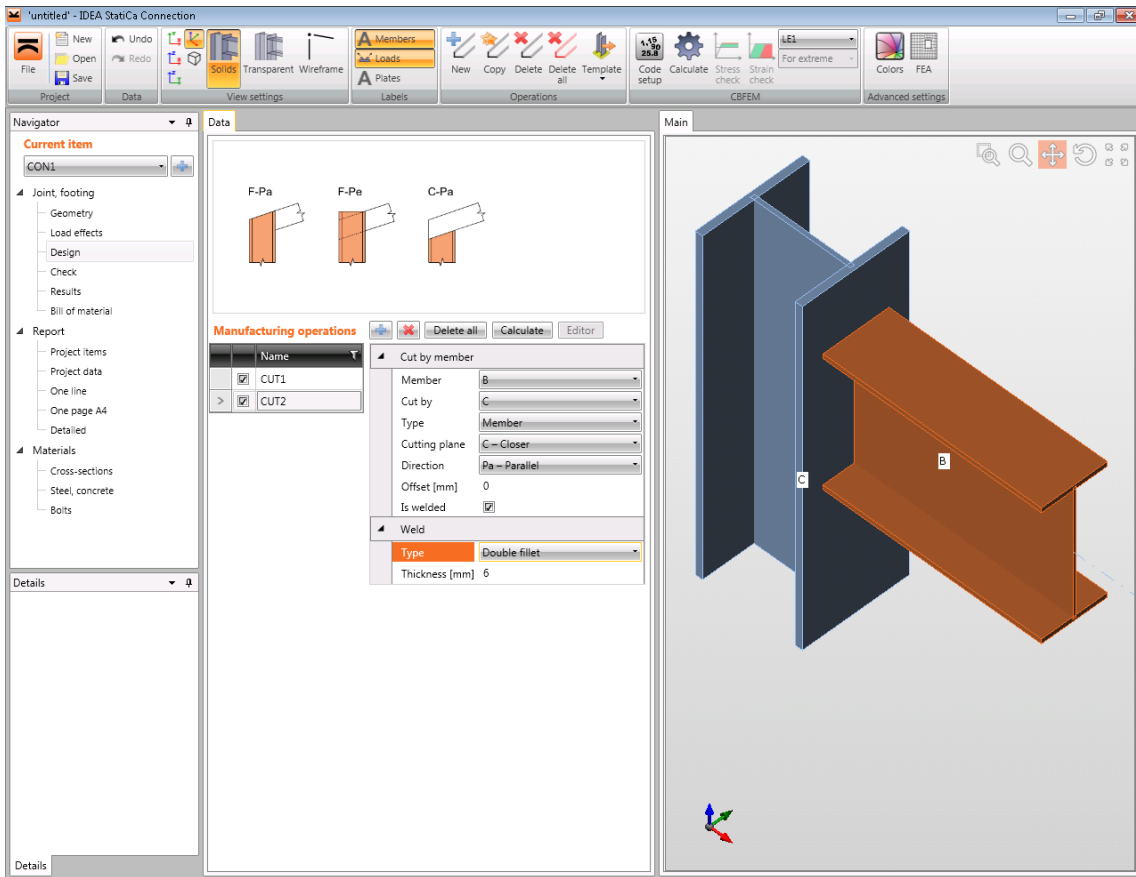 'untitled' - IDEA StatiCa Connection
File
New
Open
Save
Project
Undo
Redo
Data
Solids Transparent Wireframe
View settings
Members
Loads
Plates
Labels
New Copy Delete Delete all Template
Operations
Code setup Calculate Stress check Strain check
LE1
For extreme
CBFEM
Colors FEA
Advanced settings
Navigator
Current item
CON1
Joint, footing
Geometry
Load effects
Design
Check
Results
Bill of material
Report
Project items
Project data
One line
One page A4
Detailed
Materials
Cross-sections
Steel, concrete
Bolts
Details
Details
Data
F-Pa F-Pe C-Pa
Manufacturing operations Delete all Calculate Editor
Name
CUT1
> CUT2
Cut by member
Member B
Cut by C
Type Member
Cutting plane C – Closer
Direction Pa – Parallel
Offset [mm] 0
Is welded
Weld
Type Double fillet
Thickness [mm] 6
Main
B
C